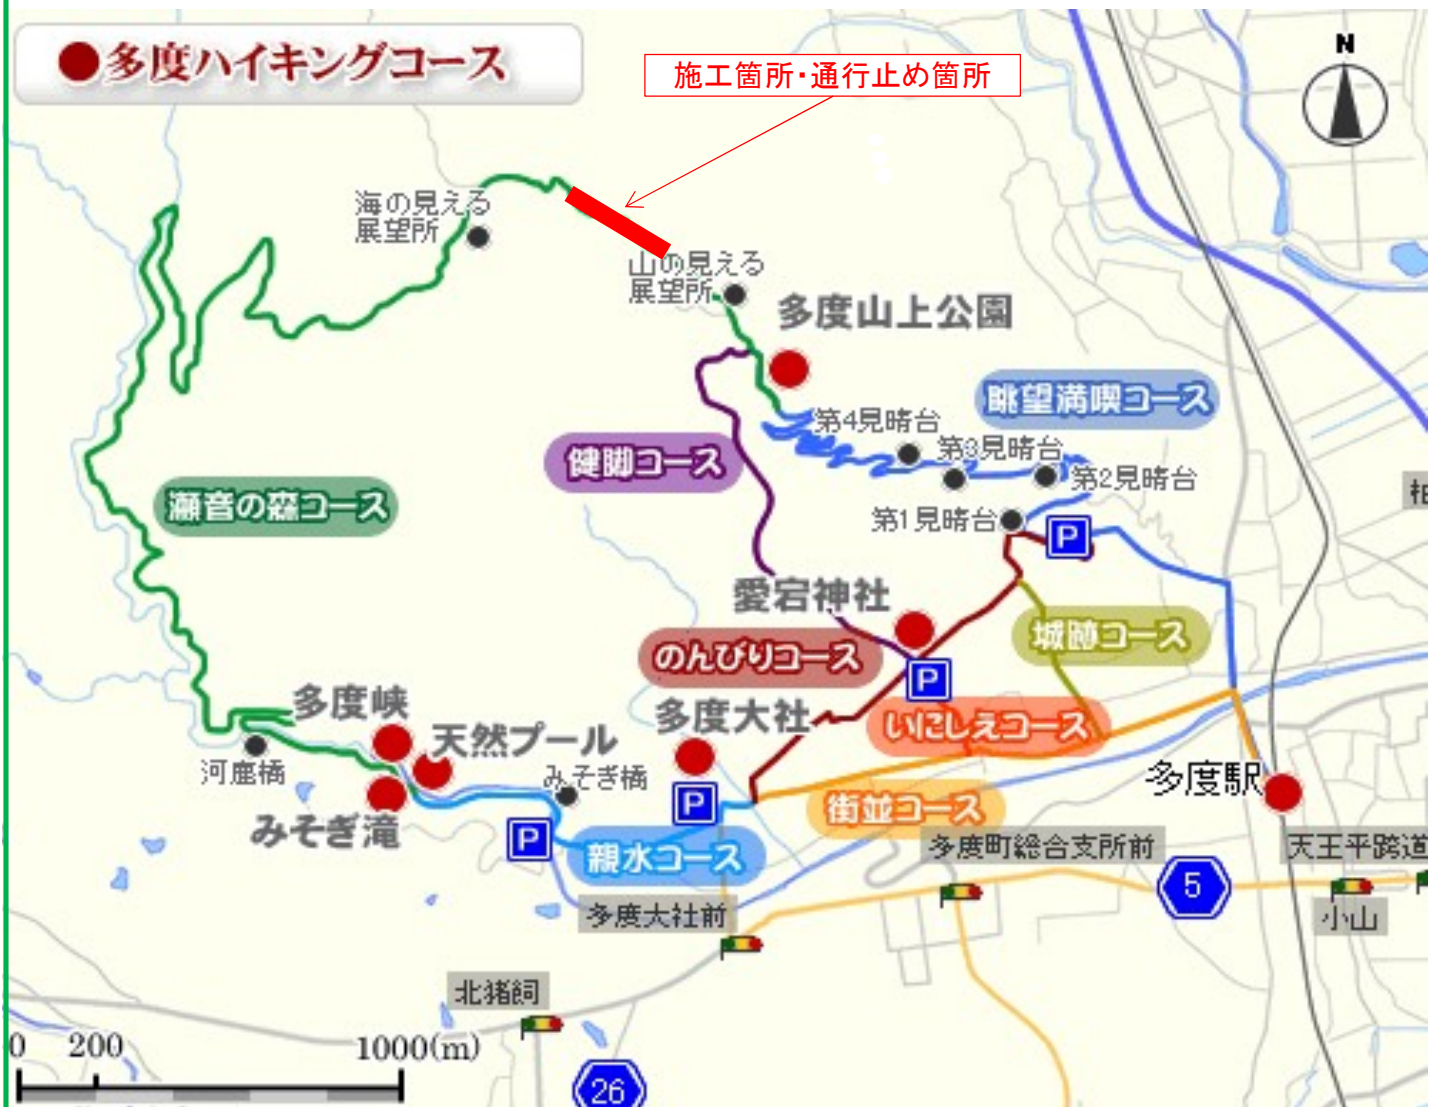 ●多度ハイキングコース
施工箇所・通行止め箇所
N
海の見える
展望所
山の見える
展望所
多度山上公園
眺望満喫コース
第4見晴台
健脚コース
第3見晴台
第2見晴台
瀬音の森コース
第1見晴台
P
愛宕神社
城跡コース
のんびりコース
P
多度峡
多度大社
いにしえコース
天然プール
河鹿橋
みそぎ橋
多度駅
P
街並コース
みそぎ滝
P
親水コース
多度町総合支所前
天王平跨道
5
多度大社前
小山
北猪飼
0 200 1000(m)
26